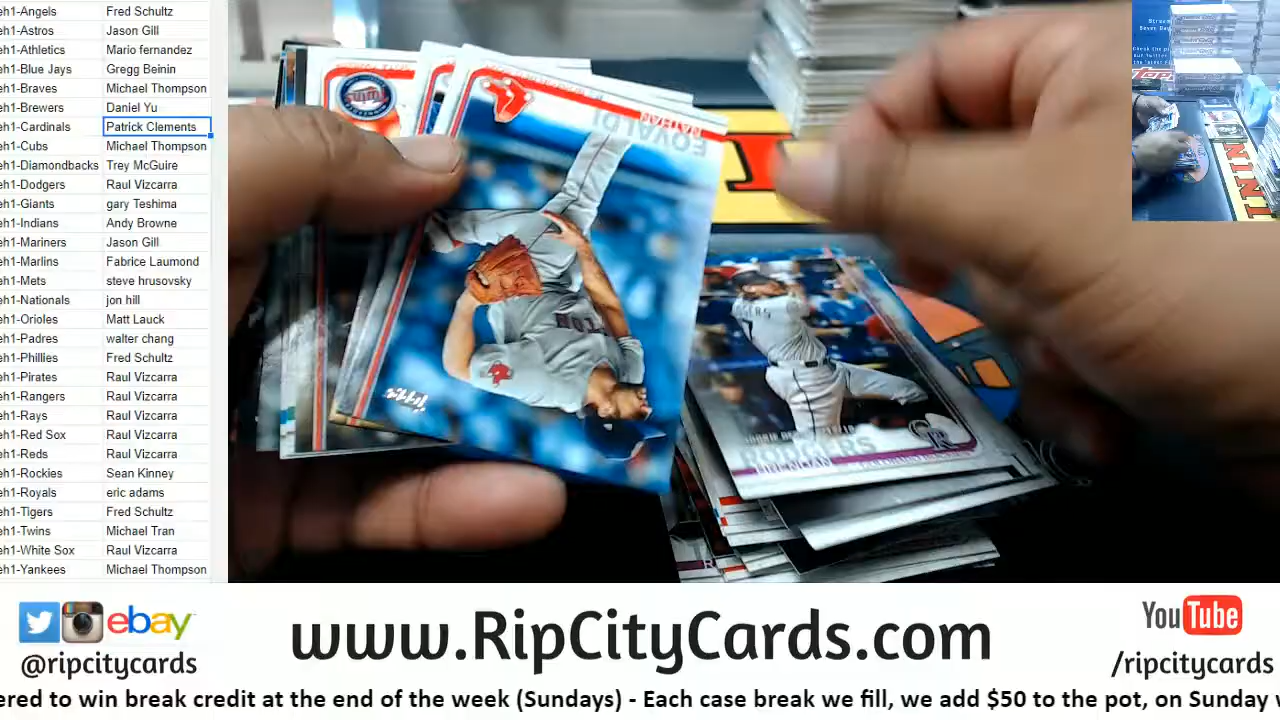 eh1-Angels Fred Schultz
eh1-Astros Jason Gill
eh1-Athletics Mario fernandez
eh1-Blue Jays Gregg Beinin
eh1-Braves Michael Thompson
eh1-Brewers Daniel Yu
eh1-Cardinals Patrick Clements
eh1-Cubs Michael Thompson
eh1-Diamondbacks Trey McGuire
eh1-Dodgers Raul Vizcarra
eh1-Giants gary Teshima
eh1-Indians Andy Browne
eh1-Mariners Jason Gill
eh1-Marlins Fabrice Laumond
eh1-Mets steve hrusovsky
eh1-Nationals jon hill
eh1-Orioles Matt Lauck
eh1-Padres walter chang
eh1-Phillies Fred Schultz
eh1-Pirates Raul Vizcarra
eh1-Rangers Raul Vizcarra
eh1-Rays Raul Vizcarra
eh1-Red Sox Raul Vizcarra
eh1-Reds Raul Vizcarra
eh1-Rockies Sean Kinney
eh1-Royals eric adams
eh1-Tigers Fred Schultz
eh1-Twins Michael Tran
eh1-White Sox Raul Vizcarra
eh1-Yankees Michael Thompson
Twins
NATHAN
EOVALDI
Topps
7
RODGERS
BRENDAN
CR
Topps
ebay
@ripcitycards
www.RipCityCards.com
YouTube
/ripcitycards
ered to win break credit at the end of the week (Sundays) - Each case break we fill, we add $50 to the pot, on Sunday w